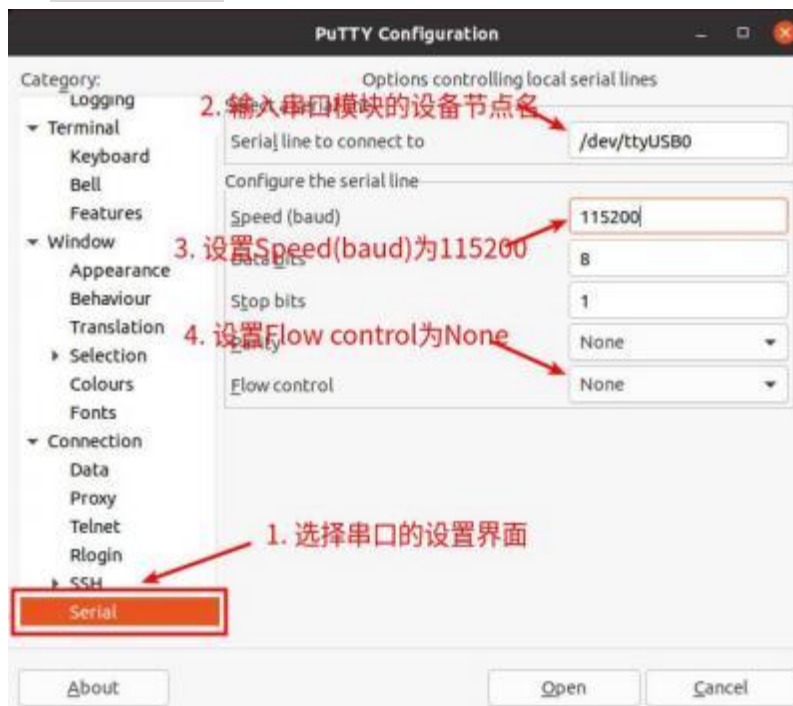 PuTTY Configuration
Category:
Options controlling local serial lines
Logging
Terminal
Keyboard
Bell
Features
Window
Appearance
Behaviour
Translation
Selection
Colours
Fonts
Connection
Data
Proxy
Telnet
Rlogin
SSH
Serial
2. 输入串口模块的设备节点名
Serial line to connect to
/dev/ttyUSB0
Configure the serial line
Speed (baud)
115200
3. 设置Speed(baud)为115200
Data bits
8
Stop bits
1
4. 设置Flow control为None
Parity
None
Flow control
None
1. 选择串口的设置界面
About
Open
Cancel